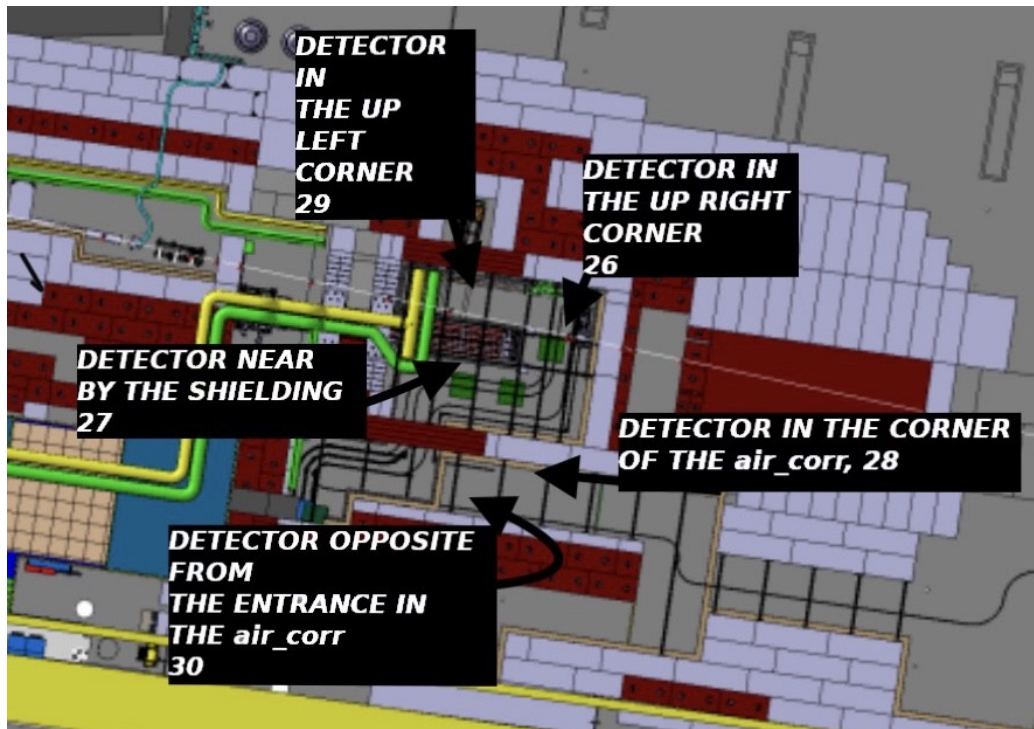 DETECTOR
IN
THE UP
LEFT
CORNER
29
DETECTOR IN
THE UP RIGHT
CORNER
26
DETECTOR NEAR
BY THE SHIELDING
27
DETECTOR IN THE CORNER
OF THE air_corr, 28
DETECTOR OPPOSITE
FROM
THE ENTRANCE IN
THE air_corr
30